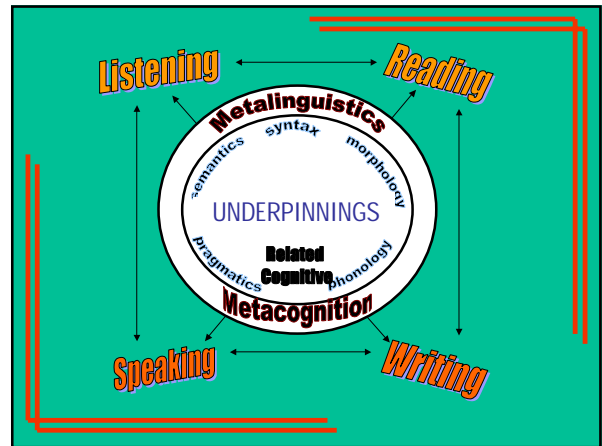 Listening
Reading
Metalinguistics
syntax
semantics
morphology
UNDERPINNINGS
Related
Cognitive
pragmatics
phonology
Metacognition
Speaking
Writing